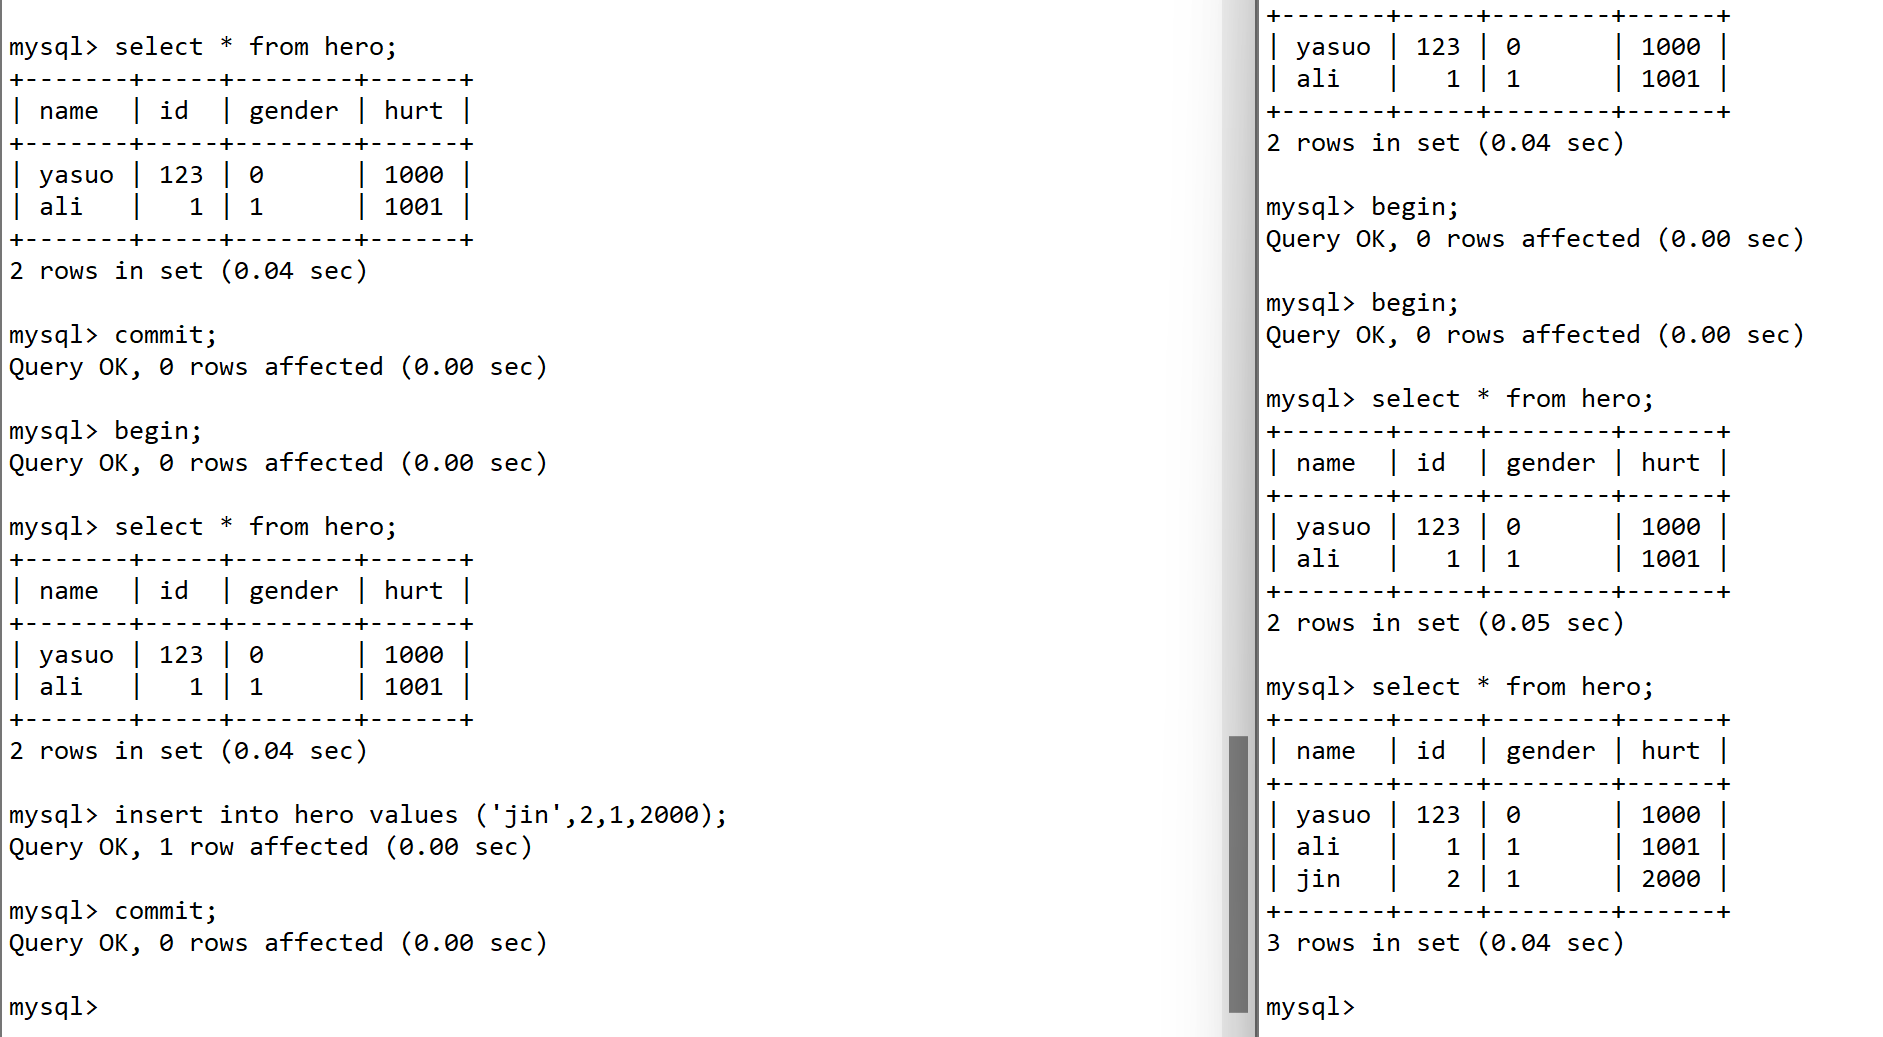 mysql> select * from hero;
+-------+-----+--------+------+
| name  | id  | gender | hurt |
+-------+-----+--------+------+
| yasuo | 123 | 0      | 1000 |
| ali   |   1 | 1      | 1001 |
+-------+-----+--------+------+
2 rows in set (0.04 sec)
mysql> commit;
Query OK, 0 rows affected (0.00 sec)
mysql> begin;
Query OK, 0 rows affected (0.00 sec)
mysql> select * from hero;
+-------+-----+--------+------+
| name  | id  | gender | hurt |
+-------+-----+--------+------+
| yasuo | 123 | 0      | 1000 |
| ali   |   1 | 1      | 1001 |
+-------+-----+--------+------+
2 rows in set (0.04 sec)
mysql> insert into hero values ('jin',2,1,2000);
Query OK, 1 row affected (0.00 sec)
mysql> commit;
Query OK, 0 rows affected (0.00 sec)
mysql>
+-------+-----+--------+------+
| yasuo | 123 | 0      | 1000 |
| ali   |   1 | 1      | 1001 |
+-------+-----+--------+------+
2 rows in set (0.04 sec)
mysql> begin;
Query OK, 0 rows affected (0.00 sec)
mysql> begin;
Query OK, 0 rows affected (0.00 sec)
mysql> select * from hero;
+-------+-----+--------+------+
| name  | id  | gender | hurt |
+-------+-----+--------+------+
| yasuo | 123 | 0      | 1000 |
| ali   |   1 | 1      | 1001 |
+-------+-----+--------+------+
2 rows in set (0.05 sec)
mysql> select * from hero;
+-------+-----+--------+------+
| name  | id  | gender | hurt |
+-------+-----+--------+------+
| yasuo | 123 | 0      | 1000 |
| ali   |   1 | 1      | 1001 |
| jin   |   2 | 1      | 2000 |
+-------+-----+--------+------+
3 rows in set (0.04 sec)
mysql>